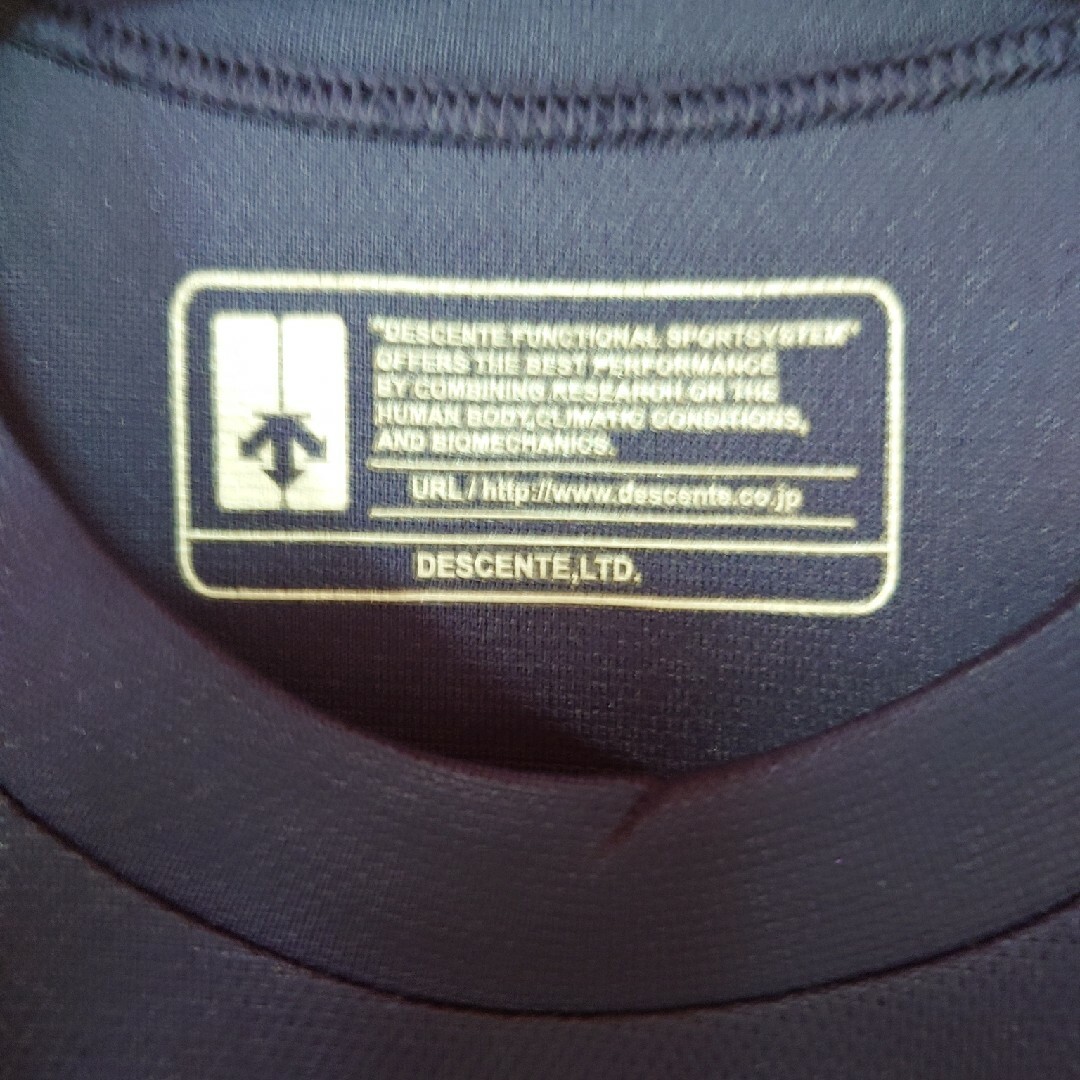 "DESCENTE FUNCTIONAL SPORTSYSTEM"
OFFERS THE BEST PERFORMANCE
BY COMBINING RESEARCH ON THE
HUMAN BODY,CLIMATIC CONDITIONS,
AND BIOMECHANICS.
URL / http://www.descente.co.jp
DESCENTE,LTD.